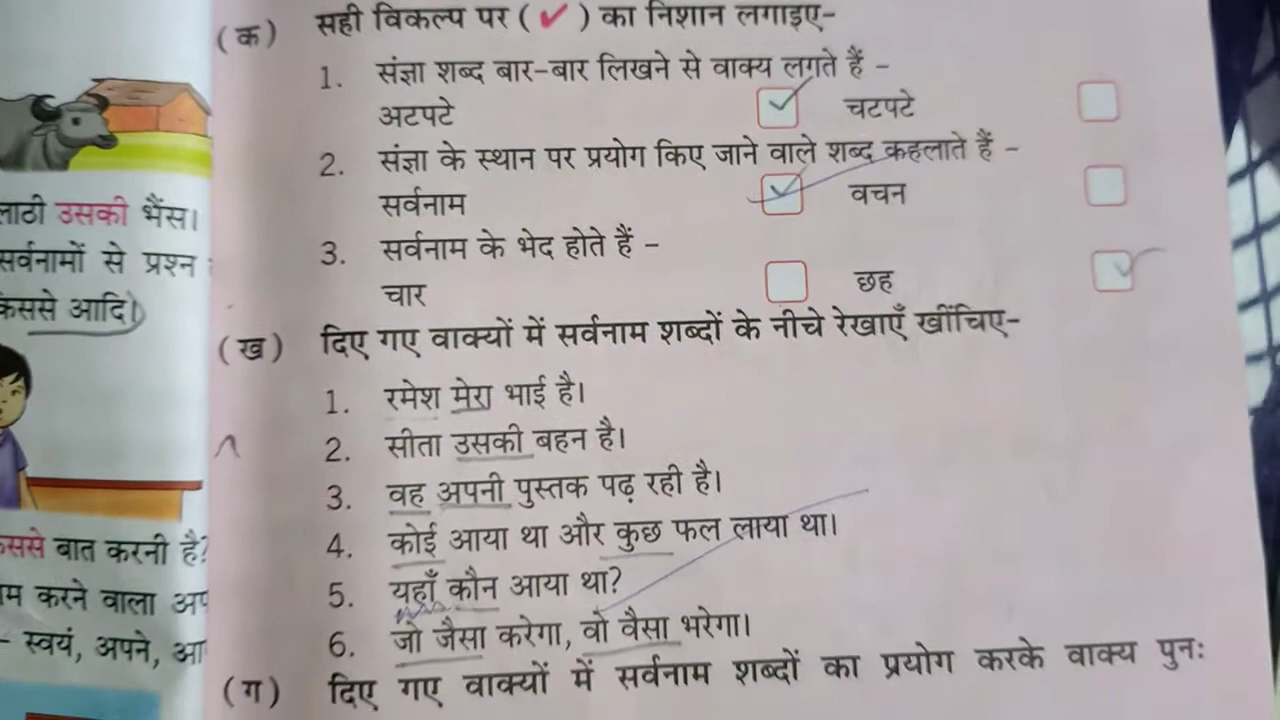 लाठी उसकी भैंस।
सर्वनामों से प्रश्न
किससे आदि)
किससे बात करनी है?
करने वाला
- स्वयं, अपने,
(क) सही विकल्प पर ( ✔ ) का निशान लगाइए-
1. संज्ञा शब्द बार-बार लिखने से वाक्य लगते हैं -
अटपटे ✓ चटपटे
2. संज्ञा के स्थान पर प्रयोग किए जाने वाले शब्द कहलाते हैं -
सर्वनाम ✓ वचन
3. सर्वनाम के भेद होते हैं -
चार छह ✓
(ख) दिए गए वाक्यों में सर्वनाम शब्दों के नीचे रेखाएँ खींचिए-
1. रमेश मेरा भाई है।
2. सीता उसकी बहन है।
3. वह अपनी पुस्तक पढ़ रही है।
4. कोई आया था और कुछ फल लाया था।
5. यहाँ कौन आया था?
6. जो जैसा करेगा, वो वैसा भरेगा।
(ग) दिए गए वाक्यों में सर्वनाम शब्दों का प्रयोग करके वाक्य पुनः